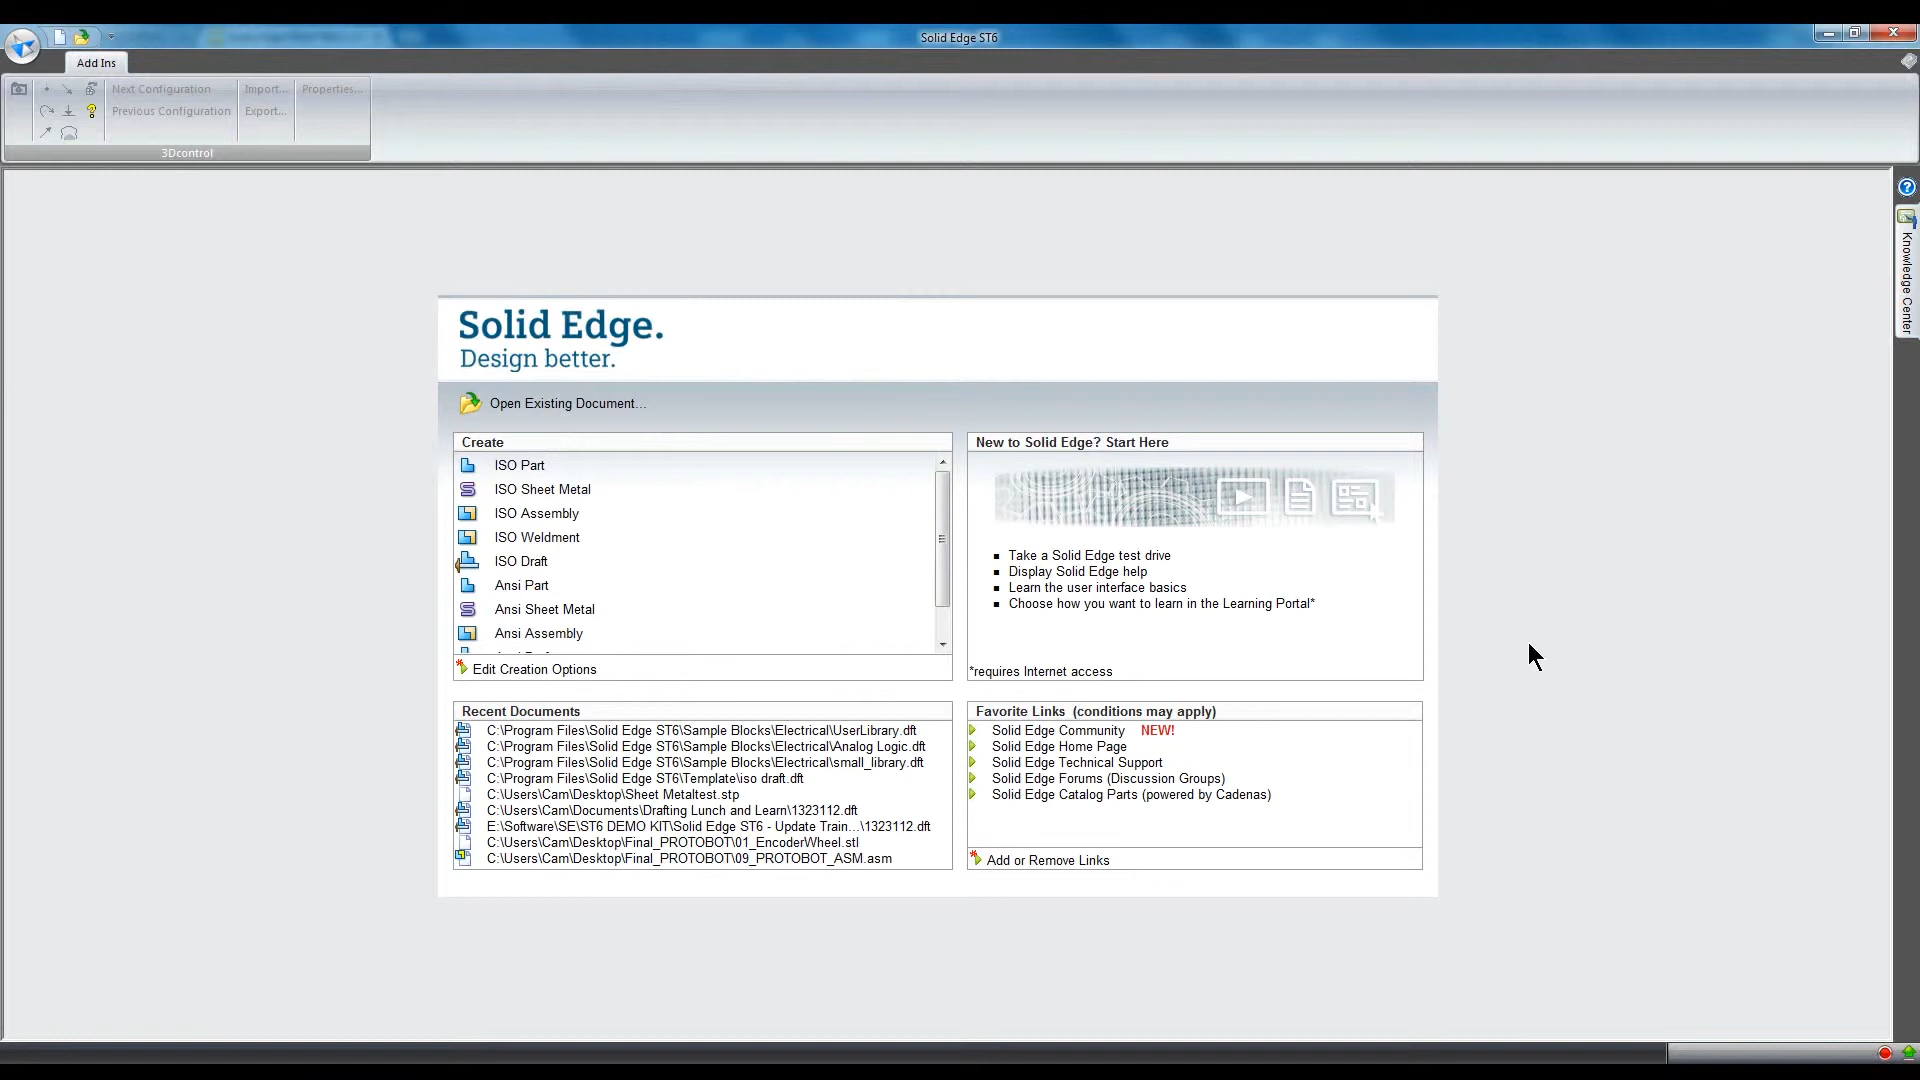 Solid Edge ST6
Add Ins
Next Configuration
Import...
Properties...
Previous Configuration
Export...
3Dcontrol
Knowledge Center
Solid Edge.
Design better.
Open Existing Document...
Create
ISO Part
ISO Sheet Metal
ISO Assembly
ISO Weldment
ISO Draft
Ansi Part
Ansi Sheet Metal
Ansi Assembly
Edit Creation Options
New to Solid Edge? Start Here
Take a Solid Edge test drive
Display Solid Edge help
Learn the user interface basics
Choose how you want to learn in the Learning Portal*
*requires Internet access
Recent Documents
C:\Program Files\Solid Edge ST6\Sample Blocks\Electrical\UserLibrary.dft
C:\Program Files\Solid Edge ST6\Sample Blocks\Electrical\Analog Logic.dft
C:\Program Files\Solid Edge ST6\Sample Blocks\Electrical\small_library.dft
C:\Program Files\Solid Edge ST6\Template\iso draft.dft
C:\Users\Cam\Desktop\Sheet Metaltest.stp
C:\Users\Cam\Documents\Drafting Lunch and Learn\1323112.dft
E:\Software\SE\ST6 DEMO KIT\Solid Edge ST6 - Update Train...\1323112.dft
C:\Users\Cam\Desktop\Final_PROTOBOT\01_EncoderWheel.stl
C:\Users\Cam\Desktop\Final_PROTOBOT\09_PROTOBOT_ASM.asm
Favorite Links (conditions may apply)
Solid Edge Community NEW!
Solid Edge Home Page
Solid Edge Technical Support
Solid Edge Forums (Discussion Groups)
Solid Edge Catalog Parts (powered by Cadenas)
Add or Remove Links